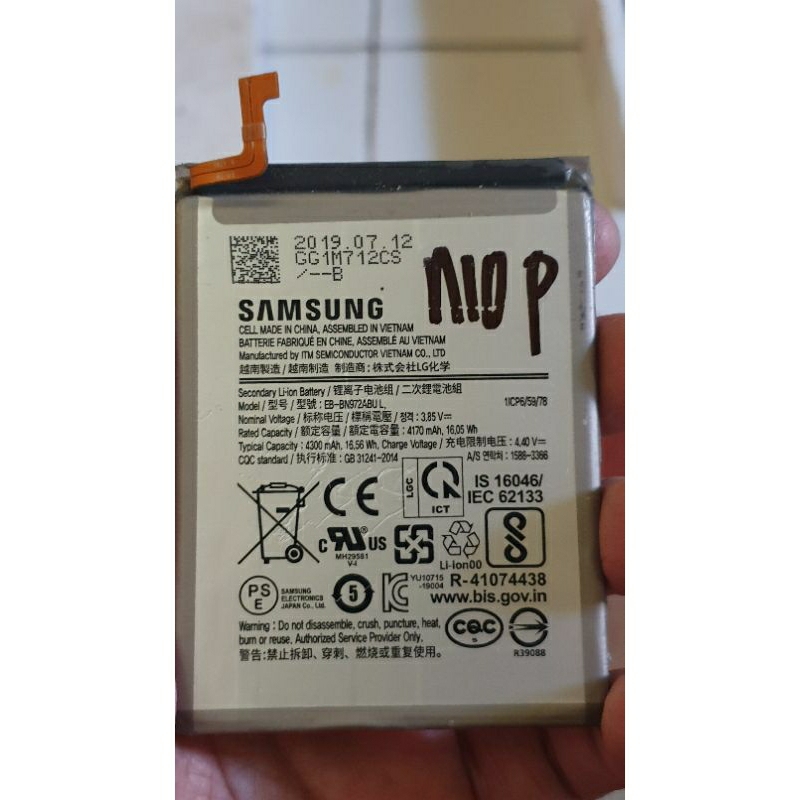 2019.07.12
GG1M712CS
/--B
N10 P
SAMSUNG
CELL MADE IN CHINA, ASSEMBLED IN VIETNAM
BATTERIE FABRIQUÉ EN CHINE, ASSEMBLÉ AU VIETNAM
Manufactured by ITM SEMICONDUCTOR VIETNAM CO., LTD
越南製造 / 越南制造 制造商: 株式会社LG化学
Secondary Li-ion Battery / 锂离子电池组 / 二次鋰電池組
Model / 型号 / 型號: EB-BN972ABU L,
1ICP6/59/78
Nominal Voltage / 标称电压 / 標稱電壓 / 정격: 3.85 V⎓
Rated Capacity / 额定容量 / 額定容量: 4170 mAh, 16.05 Wh
Typical Capacity: 4300 mAh, 16.56 Wh, Charge Voltage / 充电限制电压: 4.40 V⎓
CQC standard / 执行标准: GB 31241-2014
A/S 연락처: 1588-3366
LGC
ICT
IS 16046/
IEC 62133
CE
c RU US
MH29581
V-I
Li-ion00
PS
E
SAMSUNG
ELECTRONICS
JAPAN Co., Ltd.
5
YU10715
-19004
R-41074438
www.bis.gov.in
Warning: Do not disassemble, crush, puncture, heat,
burn or reuse. Authorized Service Provider Only.
警告:禁止拆卸、穿刺、燃烧或重复使用。
CQC
R39088